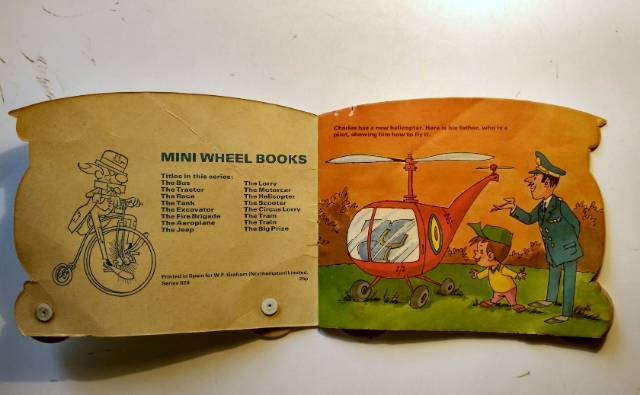 MINI WHEEL BOOKS
Titles in this series:
The Bus
The Tractor
The Race
The Tank
The Excavator
The Fire Brigade
The Aeroplane
The Jeep
The Lorry
The Motorcar
The Helicopter
The Scooter
The Circus Lorry
The Tram
The Train
The Big Prize
Printed in Spain for W.F. Graham (Northampton) Limited.
Series 829
25p
Charles has a new helicopter. Here is his father, who is a
pilot, showing him how to fly it.